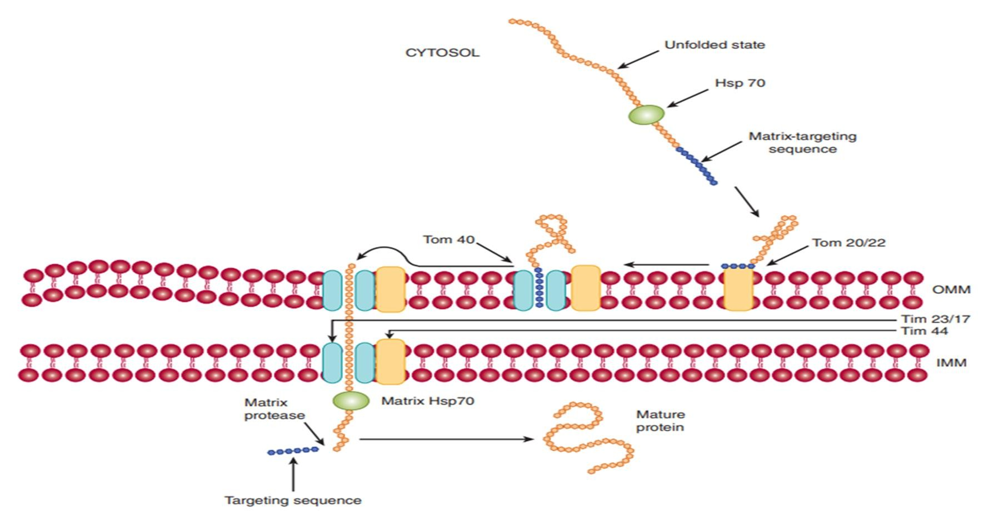 CYTOSOL
Unfolded state
Hsp 70
Matrix-targeting
sequence
Tom 40
Tom 20/22
OMM
Tim 23/17
Tim 44
IMM
Matrix
protease
Matrix Hsp70
Mature
protein
Targeting sequence